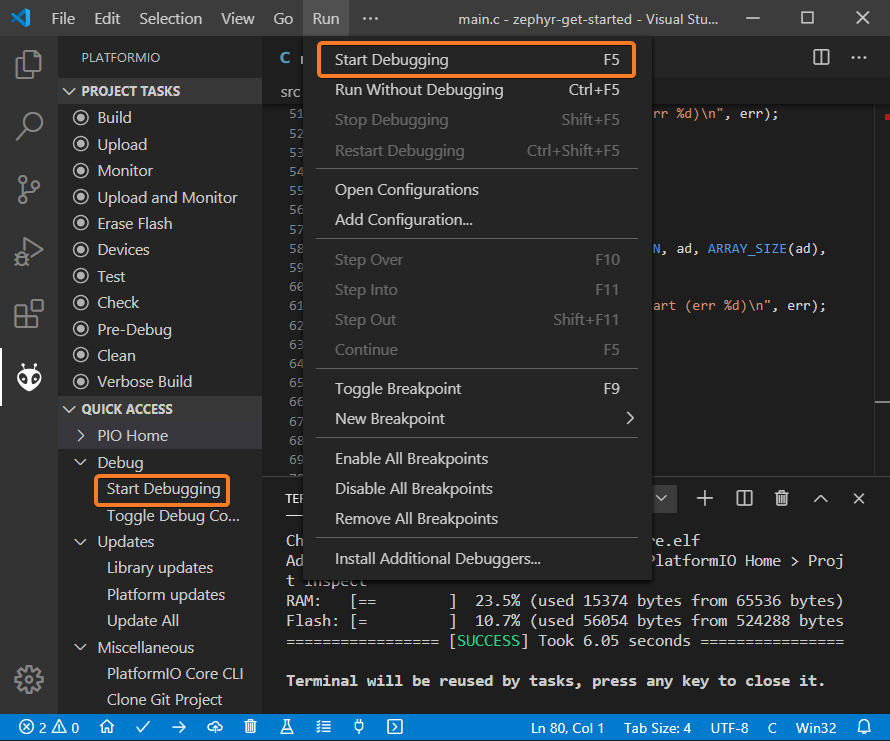 File Edit Selection View Go Run ··· main.c - zephyr-get-started - Visual Stu...
PLATFORMIO
PROJECT TASKS
Build
Upload
Monitor
Upload and Monitor
Erase Flash
Devices
Test
Check
Pre-Debug
Clean
Verbose Build
QUICK ACCESS
PIO Home
Debug
Start Debugging
Toggle Debug Co...
Updates
Library updates
Platform updates
Update All
Miscellaneous
PlatformIO Core CLI
Clone Git Project
C
src
Start Debugging F5
Run Without Debugging Ctrl+F5
Stop Debugging Shift+F5
Restart Debugging Ctrl+Shift+F5
Open Configurations
Add Configuration...
Step Over F10
Step Into F11
Step Out Shift+F11
Continue F5
Toggle Breakpoint F9
New Breakpoint
Enable All Breakpoints
Disable All Breakpoints
Remove All Breakpoints
Install Additional Debuggers...
51
52
53
54
55
56
57
58
59
60
61
62
63
64
65
66
67
68
69
rr %d)\n", err);
N, ad, ARRAY_SIZE(ad),
art (err %d)\n", err);
TER
Ch re.elf
Ad PlatformIO Home > Proj
t Inspect
RAM: [== ] 23.5% (used 15374 bytes from 65536 bytes)
Flash: [= ] 10.7% (used 56054 bytes from 524288 bytes
================ [SUCCESS] Took 6.05 seconds ================
Terminal will be reused by tasks, press any key to close it.
2 0 Ln 80, Col 1 Tab Size: 4 UTF-8 C Win32